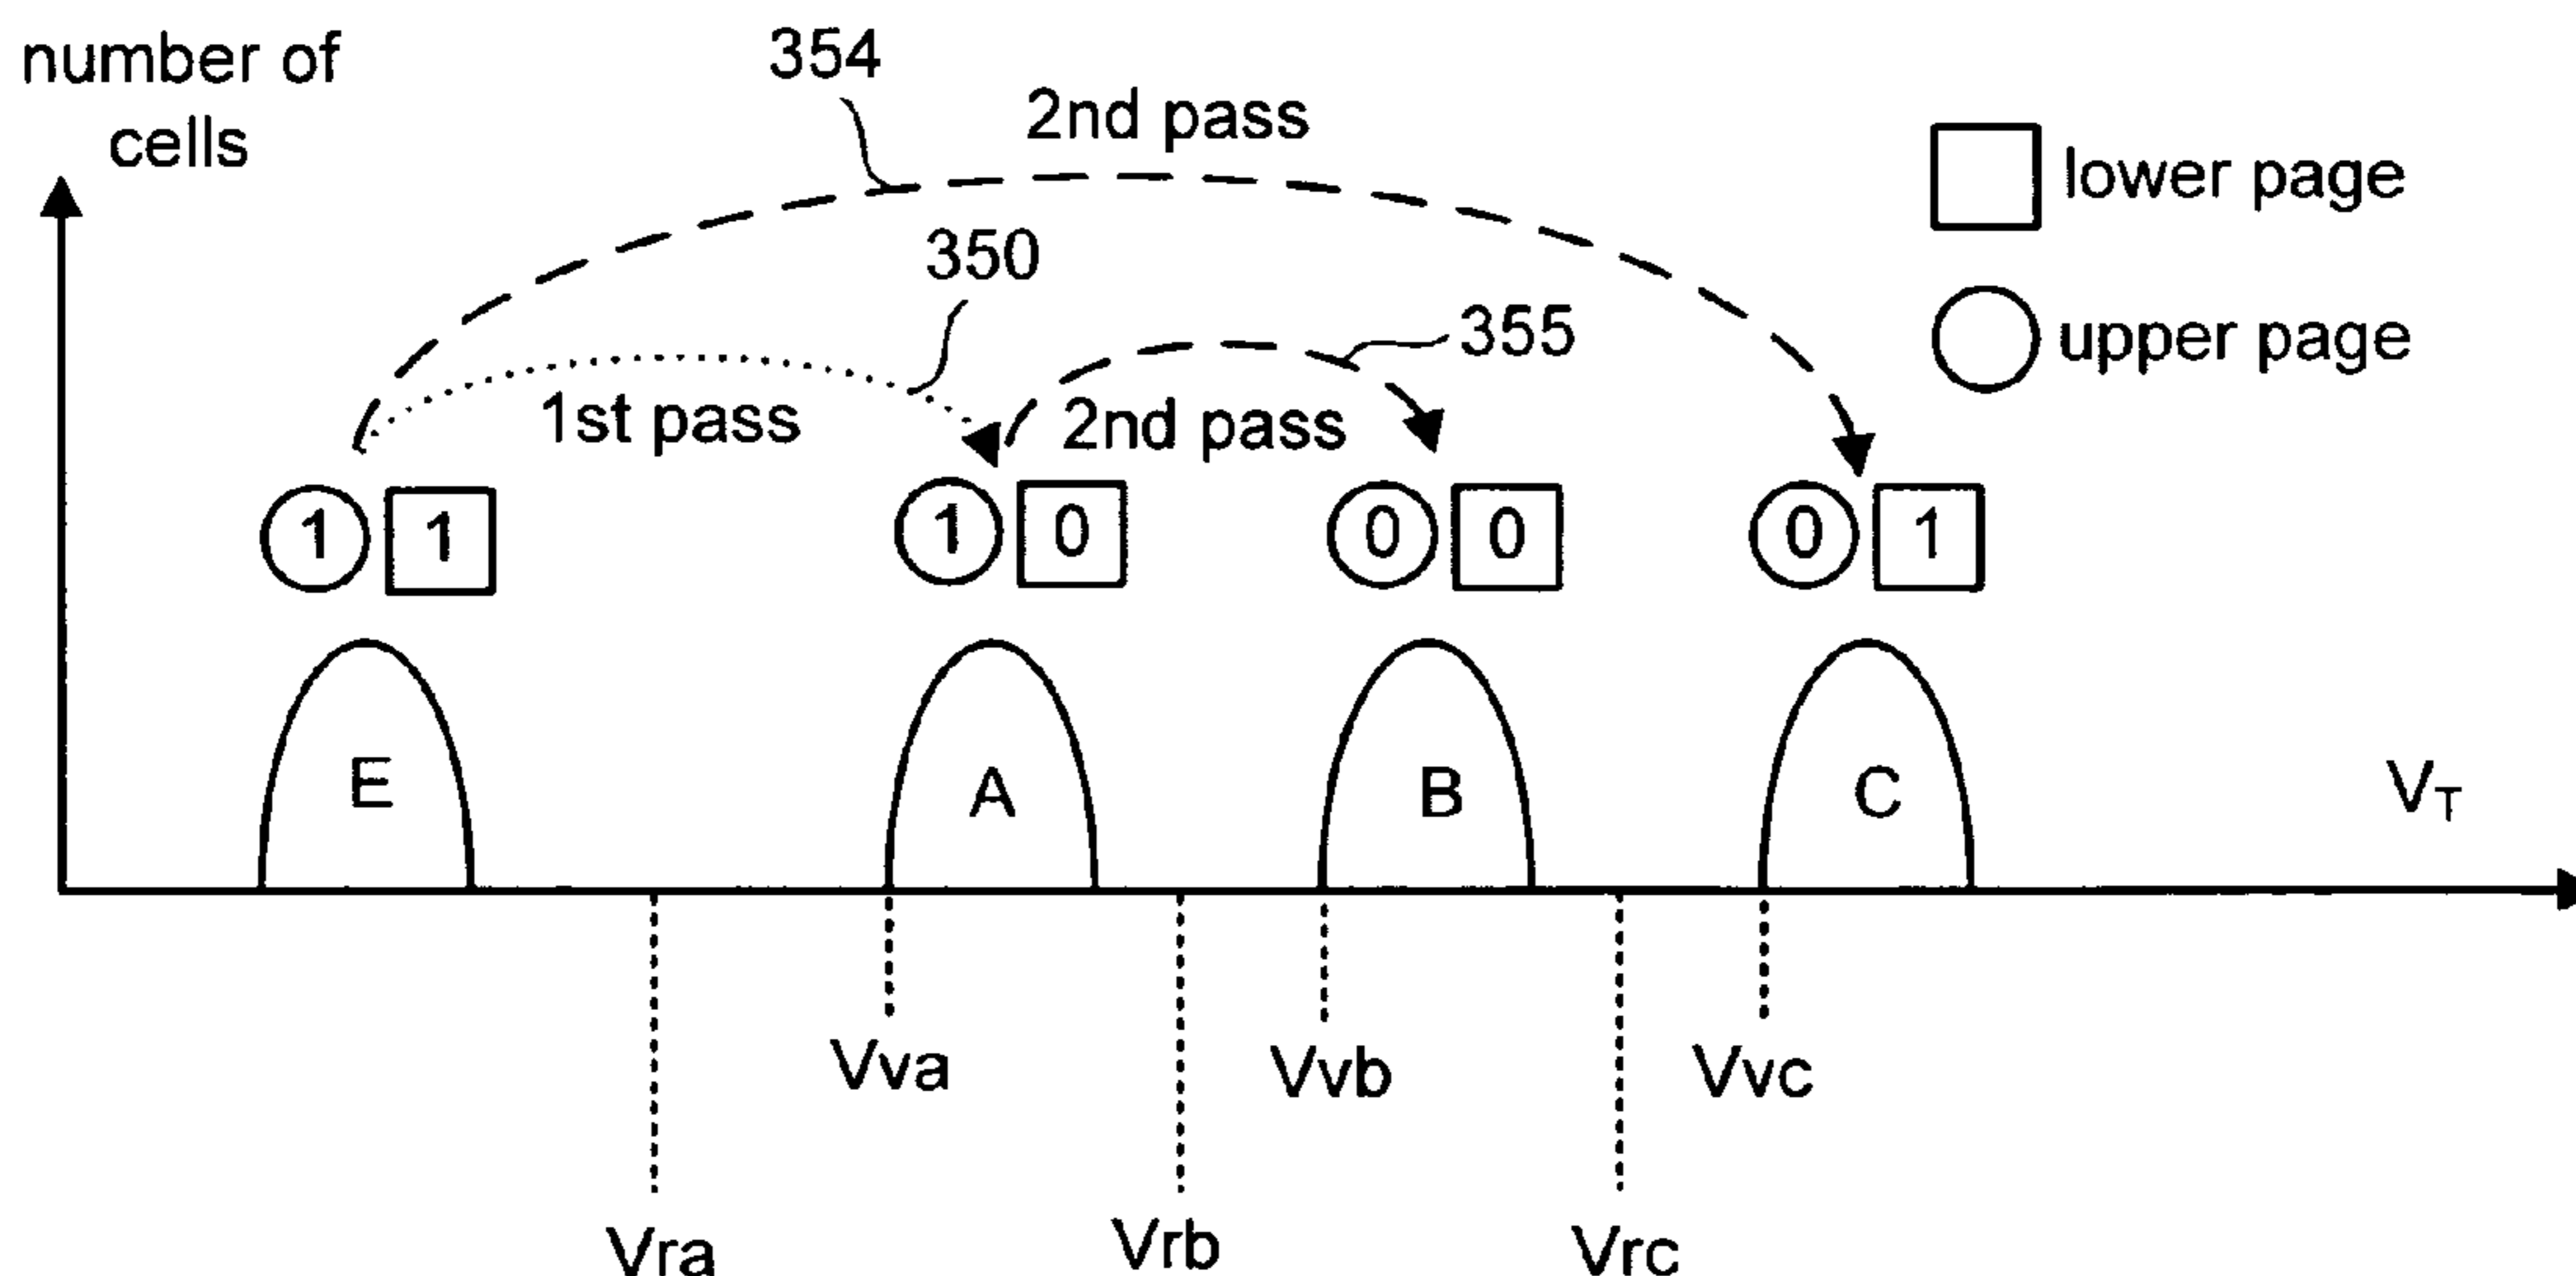 number of
cells
354
2nd pass
lower page
350
355
upper page
1st pass
2nd pass
1 1
1 0
0 0
0 1
E
A
B
C
VT
Vva
Vvb
Vvc
Vra
Vrb
Vrc